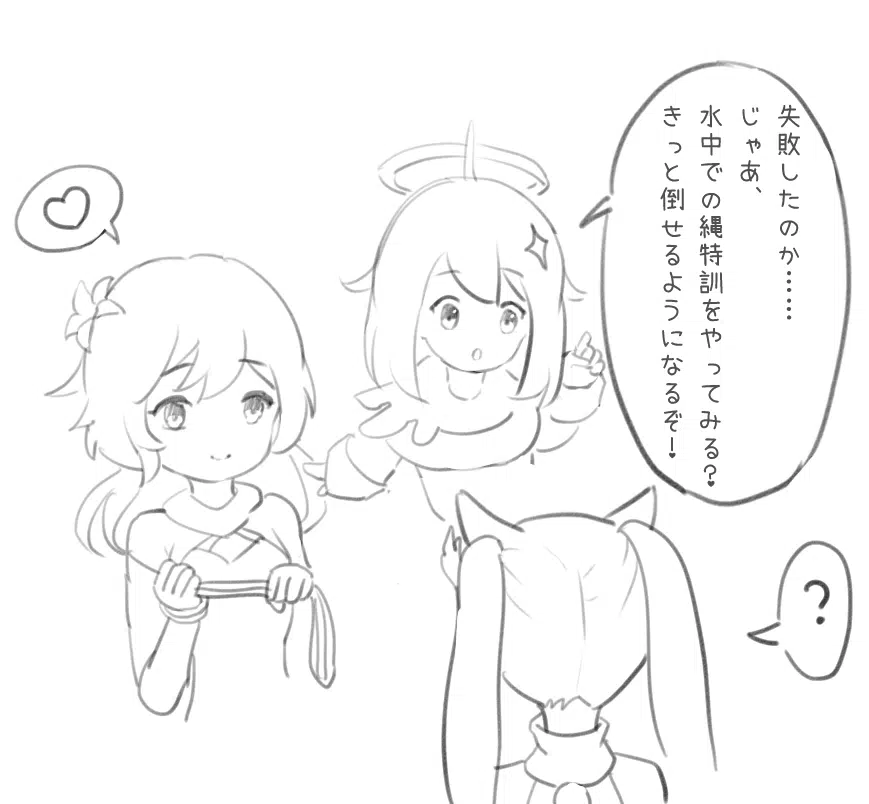 失敗したのか……
じゃあ、
水中での縄特訓をやってみる?
きっと倒せるようになるぞー!
?